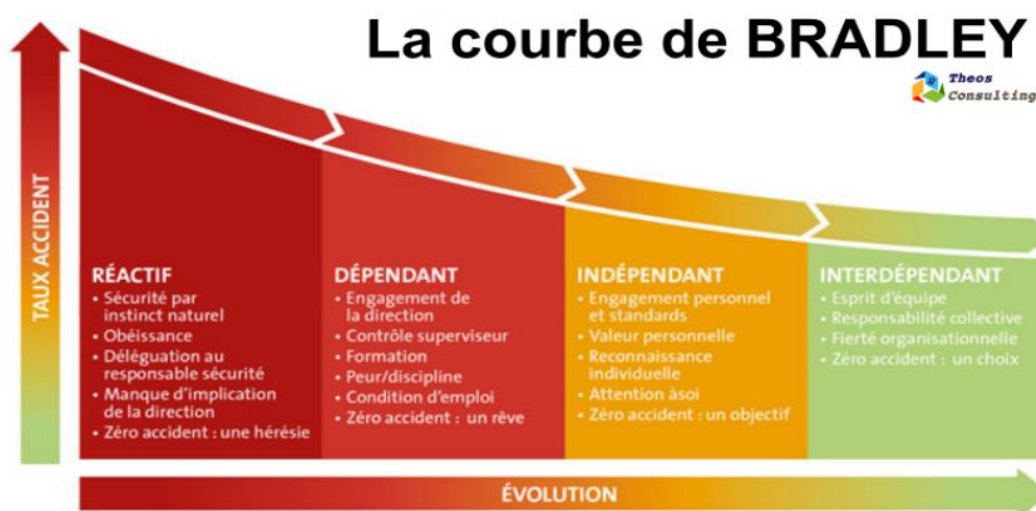 La courbe de BRADLEY
Theos
Consulting
TAUX ACCIDENT
RÉACTIF
• Sécurité par
instinct naturel
• Obéissance
• Déléguation au
responsable sécurité
• Manque d'implication
de la direction
• Zéro accident : une hérésie
DÉPENDANT
• Engagement de
la direction
• Contrôle superviseur
• Formation
• Peur/discipline
• Condition d'emploi
• Zéro accident : un rêve
INDÉPENDANT
• Engagement personnel
et standards
• Valeur personnelle
• Reconnaissance
individuelle
• Attention àsoi
• Zéro accident : un objectif
INTERDÉPENDANT
• Esprit d'équipe
• Responsabilité collective
• Fierté organisationnelle
• Zéro accident : un choix
ÉVOLUTION